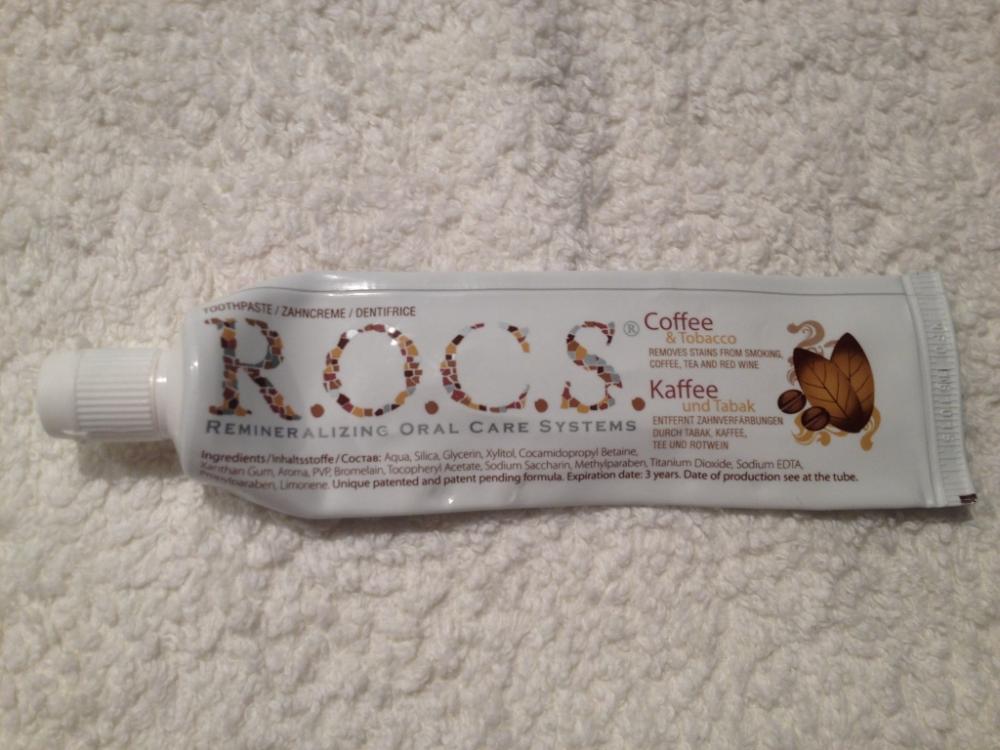 TOOTHPASTE / ZAHNCREME / DENTIFRICE
R.O.C.S.®
REMINERALIZING ORAL CARE SYSTEMS
Coffee
& Tobacco
REMOVES STAINS FROM SMOKING,
COFFEE, TEA AND RED WINE
Kaffee
und Tabak
ENTFERNT ZAHNVERFÄRBUNGEN
DURCH TABAK, KAFFEE,
TEE UND ROTWEIN
Ingredients/Inhaltsstoffe/Состав: Aqua, Silica, Glycerin, Xylitol, Cocamidopropyl Betaine,
Xanthan Gum, Aroma, PVP, Bromelain, Tocopheryl Acetate, Sodium Saccharin, Methylparaben, Titanium Dioxide, Sodium EDTA,
Propylparaben, Limonene. Unique patented and patent pending formula. Expiration date: 3 years. Date of production see at the tube.